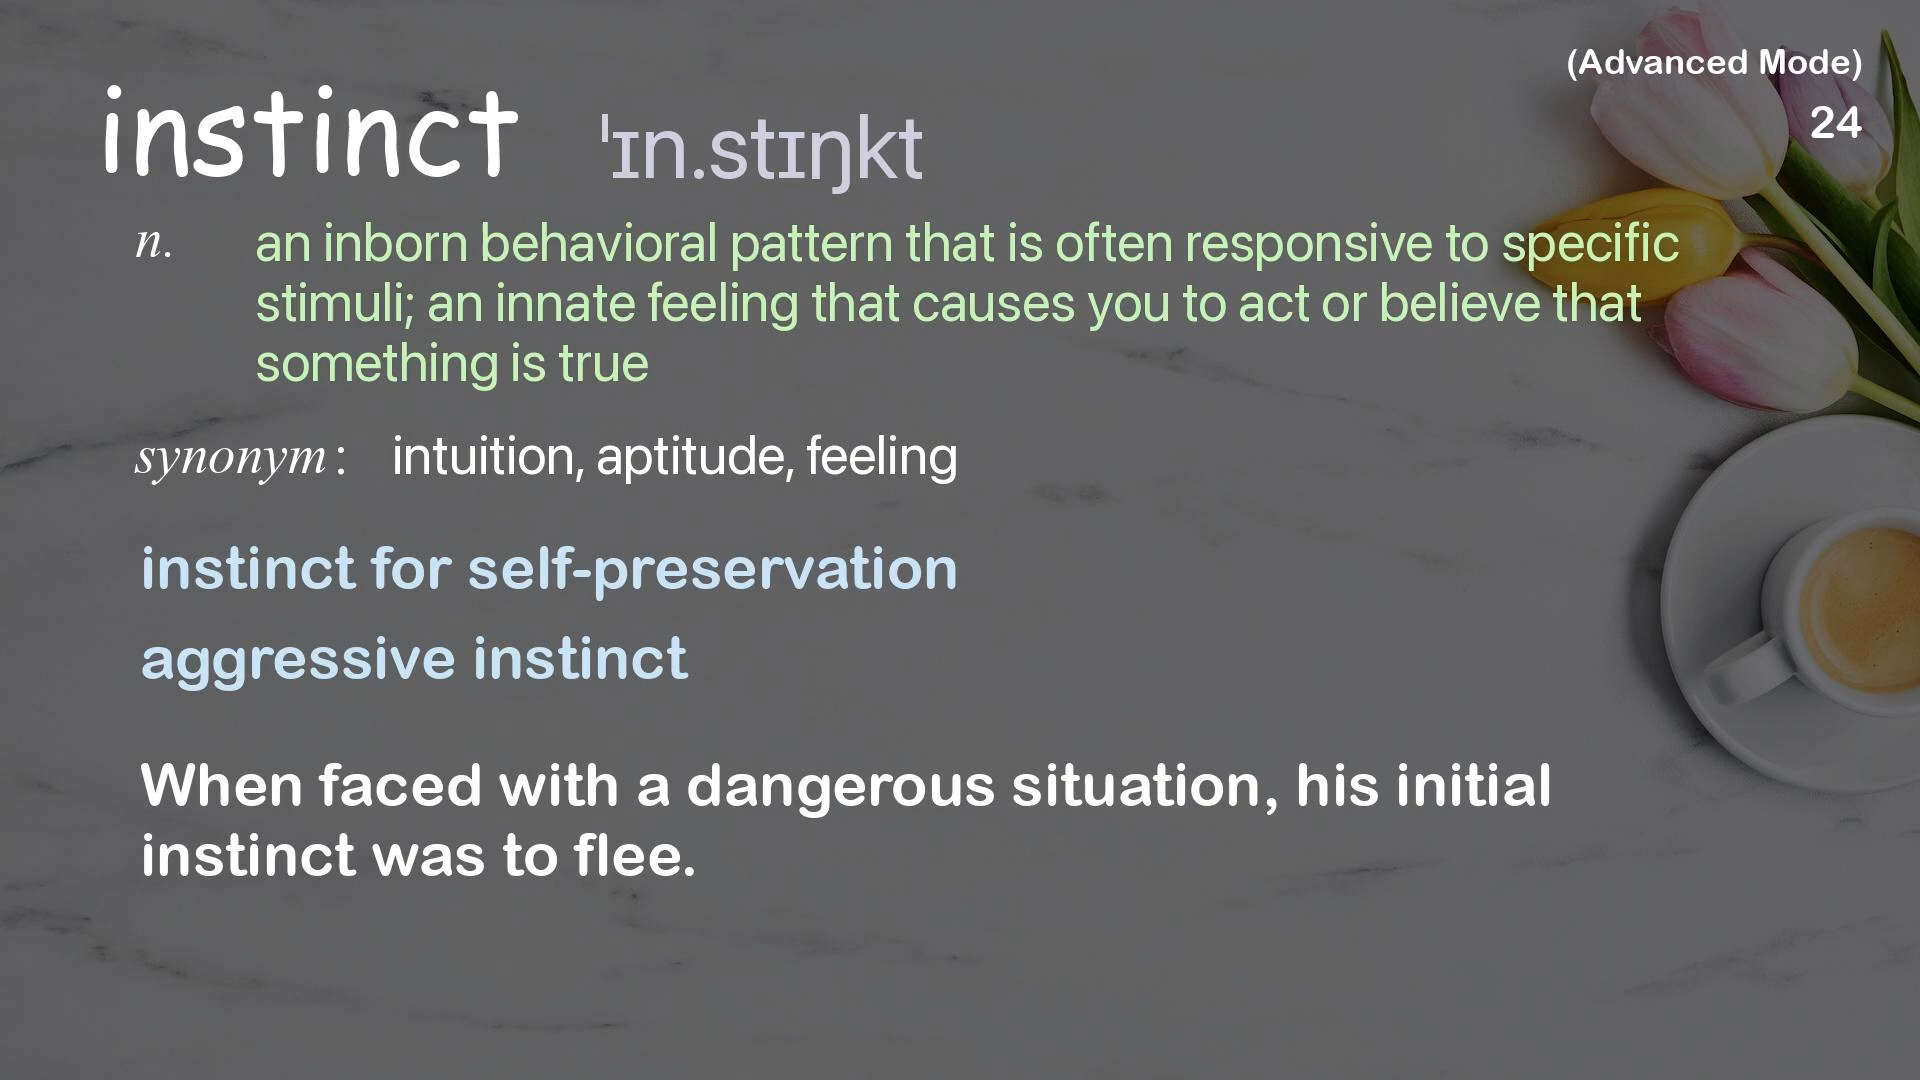 (Advanced Mode)
24
instinct ˈɪn.stɪŋkt
n. an inborn behavioral pattern that is often responsive to specific
stimuli; an innate feeling that causes you to act or believe that
something is true
synonym: intuition, aptitude, feeling
instinct for self-preservation
aggressive instinct
When faced with a dangerous situation, his initial
instinct was to flee.